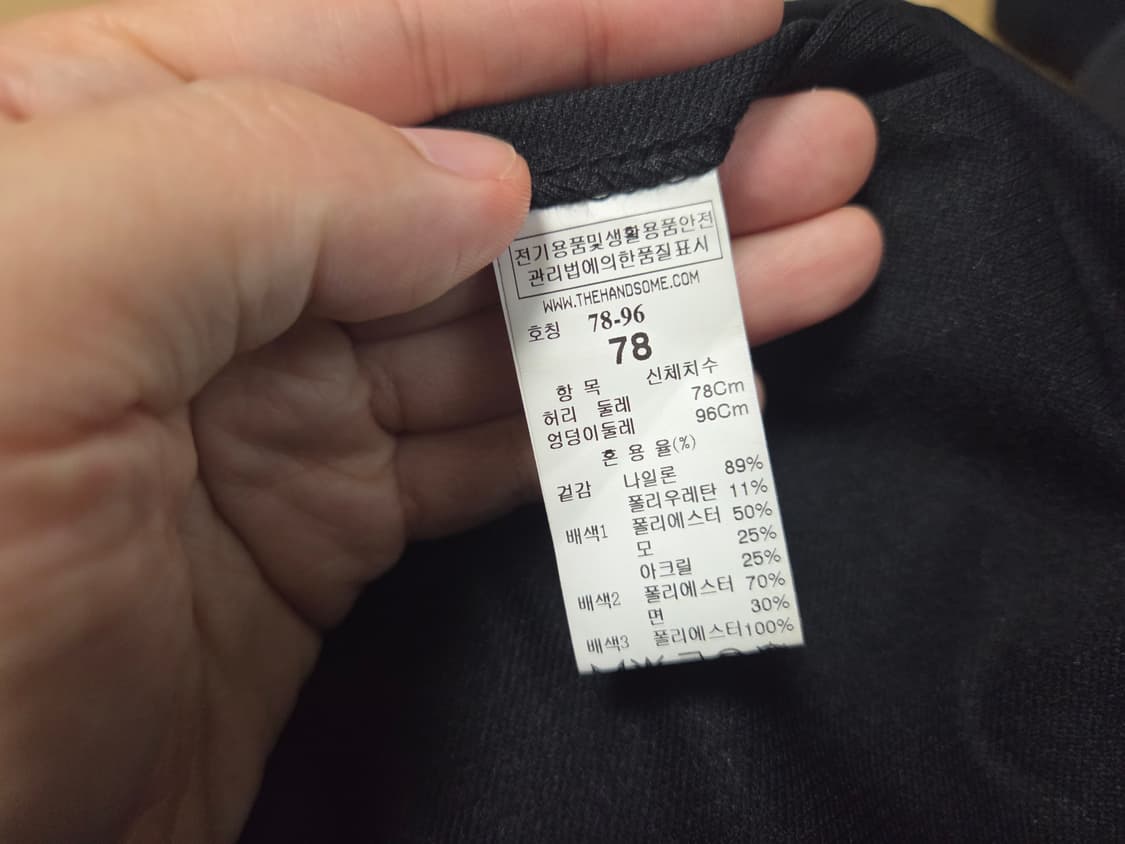 전기용품및생활용품안전
관리법에의한품질표시
WWW.THEHANDSOME.COM
호칭 78-96
78
항 목 신체치수
허리 둘레 78Cm
엉덩이둘레 96Cm
혼 용 율(%)
겉감 나일론 89%
폴리우레탄 11%
배색1 폴리에스터 50%
모 25%
아크릴 25%
배색2 폴리에스터 70%
면 30%
배색3 폴리에스터100%